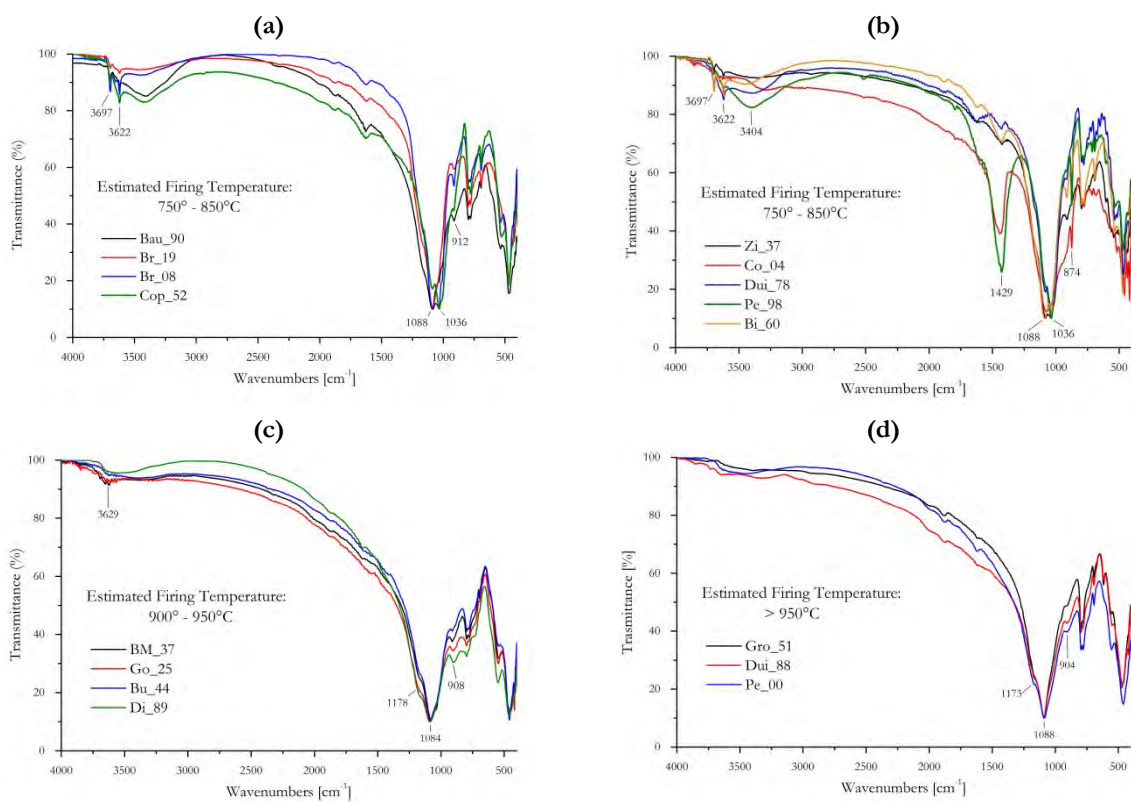 (a)
100
80
60
40
20
0
Transmittance (%)
3697
3622
Estimated Firing Temperature:
750° - 850°C
Bau_90
Br_19
Br_08
Cop_52
912
1088
1036
4000 3500 3000 2500 2000 1500 1000 500
Wavenumbers [cm-1]
(b)
100
80
60
40
20
0
Transmittance (%)
3697
3622
3404
Estimated Firing Temperature:
750° - 850°C
Zi_37
Co_04
Dui_78
Pe_98
Bi_60
1429
874
1088
1036
4000 3500 3000 2500 2000 1500 1000 500
Wavenumbers [cm-1]
(c)
100
80
60
40
20
0
Transmittance (%)
3629
Estimated Firing Temperature:
900° - 950°C
BM_37
Go_25
Bu_44
Di_89
1178
908
1084
4000 3500 3000 2500 2000 1500 1000 500
Wavenumbers [cm-1]
(d)
100
80
60
40
20
0
Trasmittance [%]
Estimated Firing Temperature:
> 950°C
Gro_51
Dui_88
Pe_00
1173
904
1088
4000 3500 3000 2500 2000 1500 1000 500
Wavenumbers [cm-1]